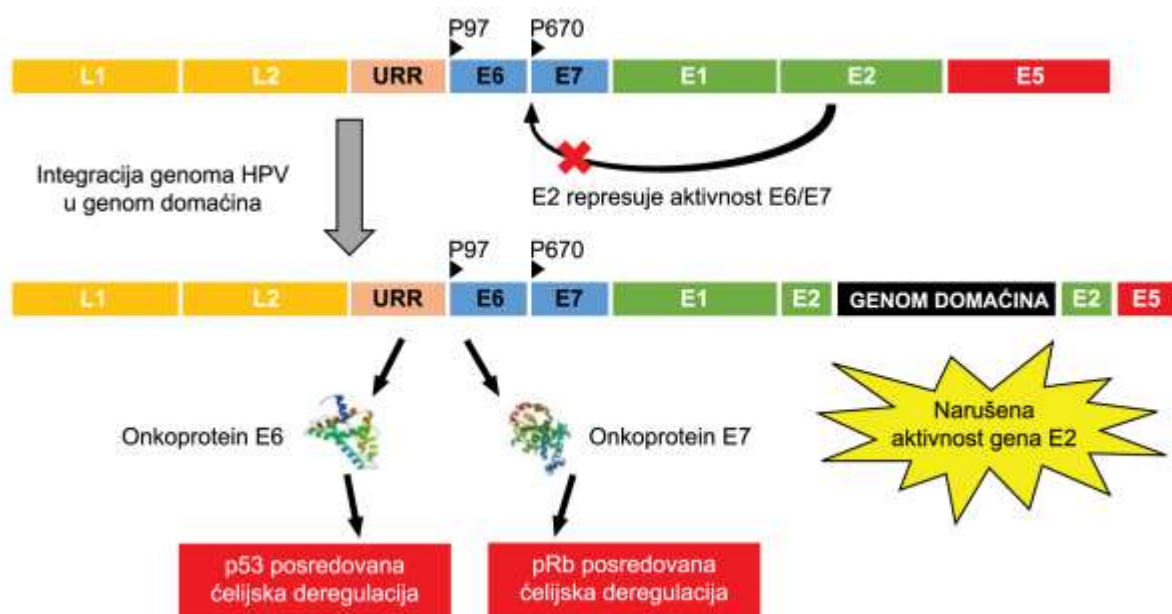 P97 P670
L1 L2 URR E6 E7 E1 E2 E5
Integracija genoma HPV
u genom domaćina
E2 represuje aktivnost E6/E7
P97 P670
L1 L2 URR E6 E7 E1 E2 GENOM DOMAĆINA E2 E5
Onkoprotein E6
Onkoprotein E7
Narušena
aktivnost gena E2
p53 posredovana
ćelijska deregulacija
pRb posredovana
ćelijska deregulacija